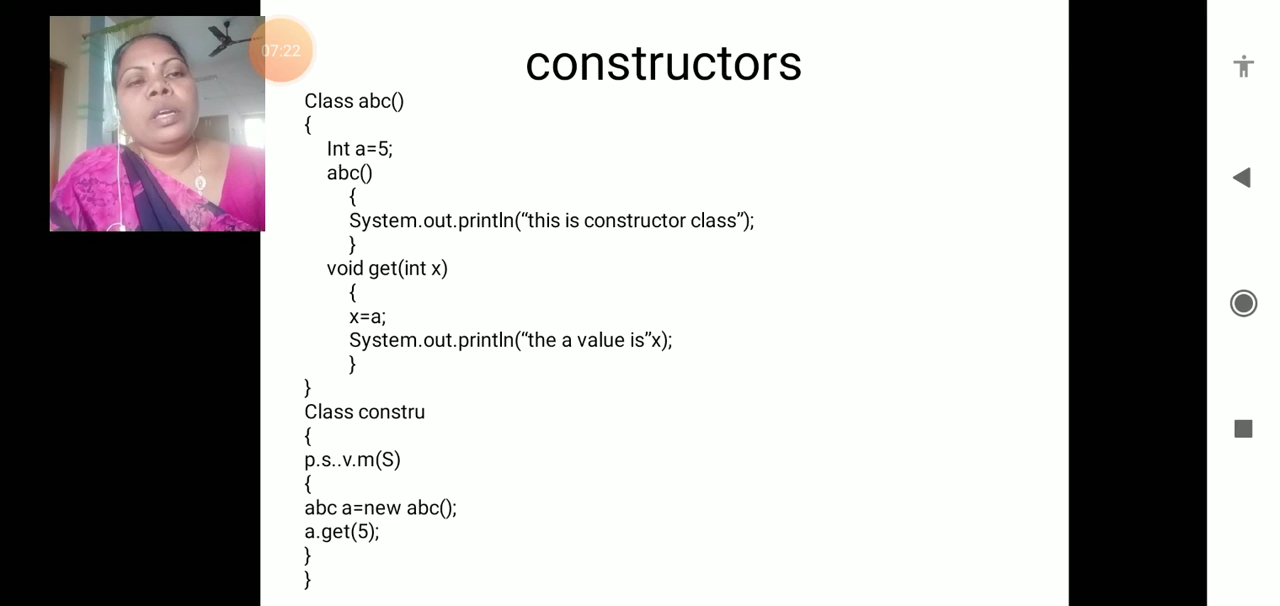 07:22
constructors
Class abc()
{
Int a=5;
abc()
{
System.out.println(“this is constructor class”);
}
void get(int x)
{
x=a;
System.out.println(“the a value is”x);
}
}
Class constru
{
p.s..v.m(S)
{
abc a=new abc();
a.get(5);
}
}